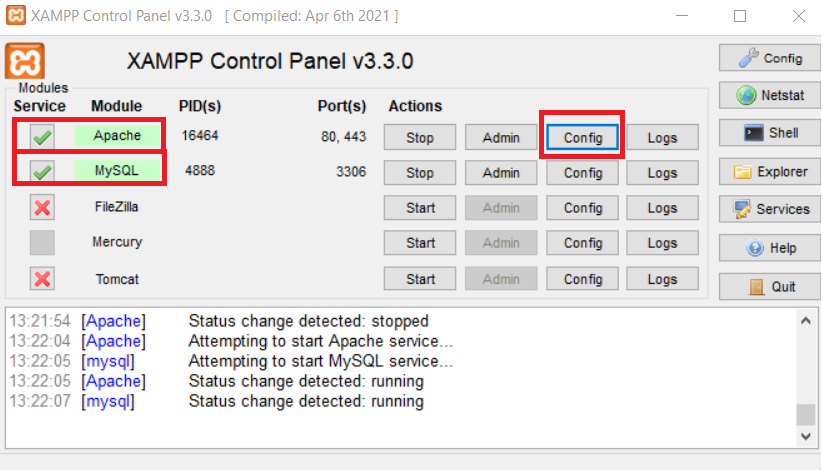 XAMPP Control Panel v3.3.0 [ Compiled: Apr 6th 2021 ]
XAMPP Control Panel v3.3.0
Config
Modules
Service Module PID(s) Port(s) Actions
Netstat
Apache 16464 80, 443 Stop Admin Config Logs
Shell
MySQL 4888 3306 Stop Admin Config Logs
Explorer
FileZilla Start Admin Config Logs
Services
Mercury Start Admin Config Logs
Help
Tomcat Start Admin Config Logs
Quit
13:21:54 [Apache] Status change detected: stopped
13:22:04 [Apache] Attempting to start Apache service...
13:22:05 [mysql] Attempting to start MySQL service...
13:22:05 [Apache] Status change detected: running
13:22:07 [mysql] Status change detected: running